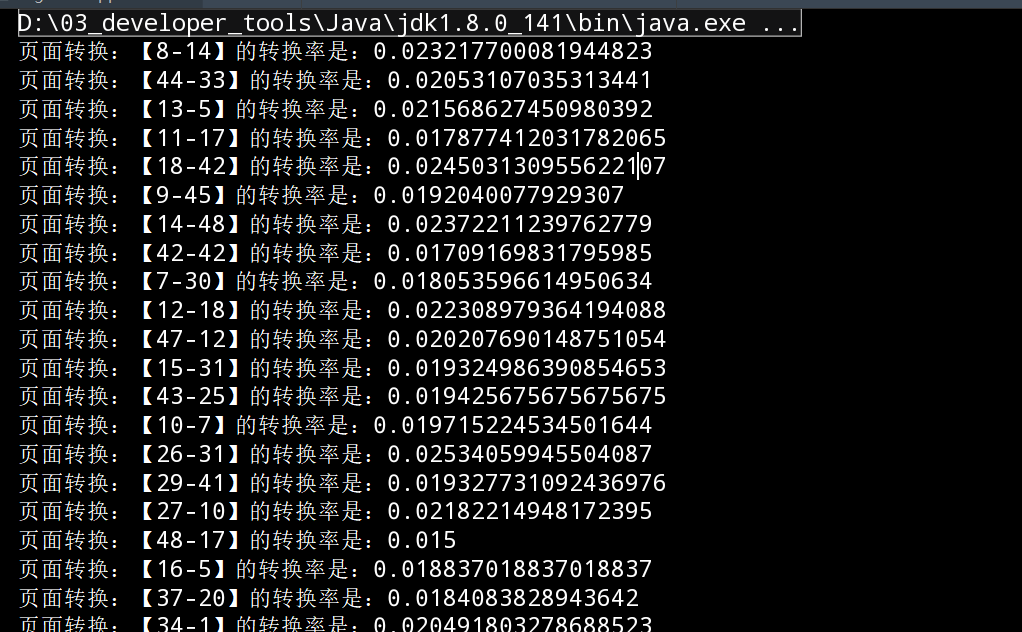 D:\03_developer_tools\Java\jdk1.8.0_141\bin\java.exe ...
页面转换：【8-14】的转换率是：0.023217700081944823
页面转换：【44-33】的转换率是：0.02053107035313441
页面转换：【13-5】的转换率是：0.021568627450980392
页面转换：【11-17】的转换率是：0.017877412031782065
页面转换：【18-42】的转换率是：0.024503130955622107
页面转换：【9-45】的转换率是：0.0192040077929307
页面转换：【14-48】的转换率是：0.02372211239762779
页面转换：【42-42】的转换率是：0.01709169831795985
页面转换：【7-30】的转换率是：0.018053596614950634
页面转换：【12-18】的转换率是：0.022308979364194088
页面转换：【47-12】的转换率是：0.020207690148751054
页面转换：【15-31】的转换率是：0.019324986390854653
页面转换：【43-25】的转换率是：0.019425675675675675
页面转换：【10-7】的转换率是：0.019715224534501644
页面转换：【26-31】的转换率是：0.02534059945504087
页面转换：【29-41】的转换率是：0.019327731092436976
页面转换：【27-10】的转换率是：0.02182214948172395
页面转换：【48-17】的转换率是：0.015
页面转换：【16-5】的转换率是：0.018837018837018837
页面转换：【37-20】的转换率是：0.0184083828943642
页面转换：【34-1】的转换率是：0.020491803278688523